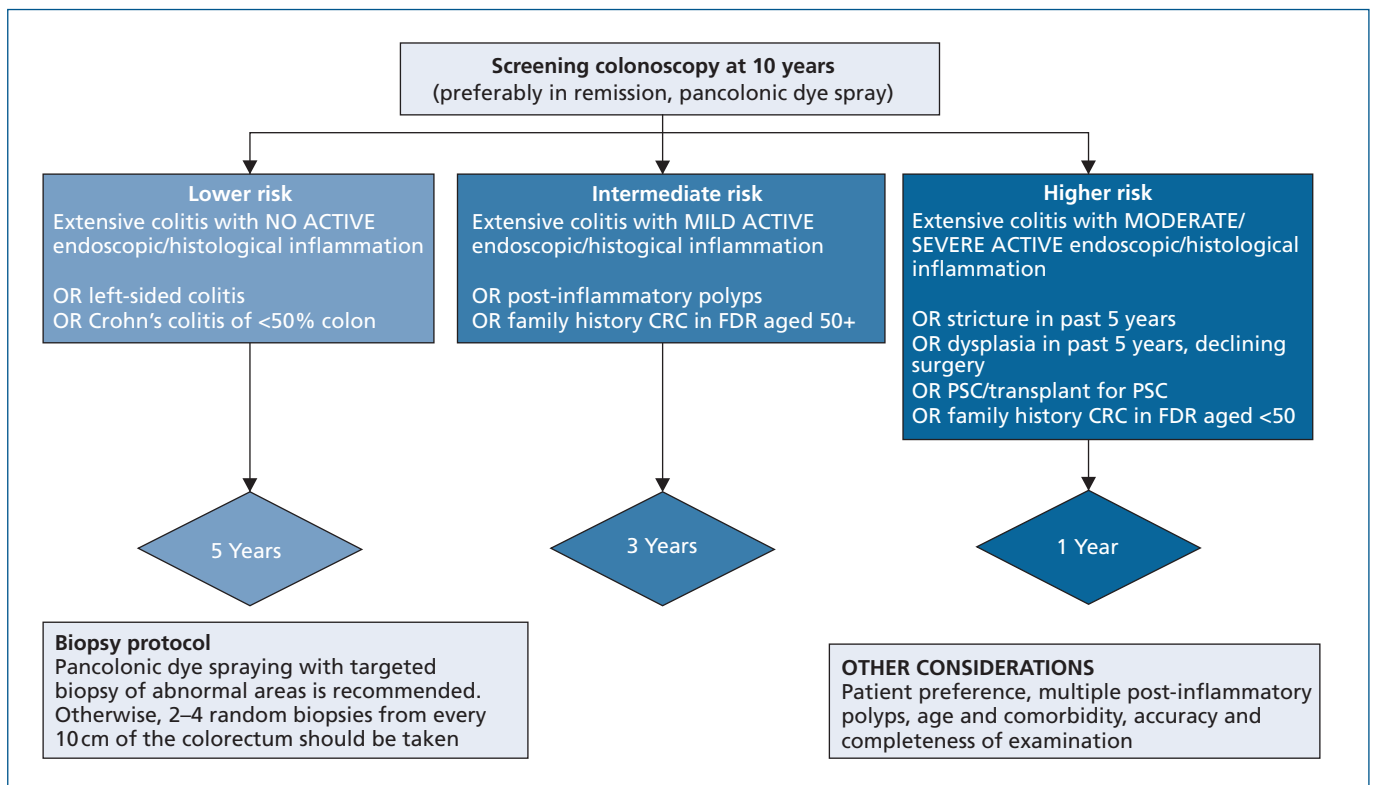 Screening colonoscopy at 10 years
(preferably in remission, pancolonic dye spray)
Lower risk
Extensive colitis with NO ACTIVE
endoscopic/histological inflammation
OR left-sided colitis
OR Crohn's colitis of <50% colon
Intermediate risk
Extensive colitis with MILD ACTIVE
endoscopic/histogical inflammation
OR post-inflammatory polyps
OR family history CRC in FDR aged 50+
Higher risk
Extensive colitis with MODERATE/
SEVERE ACTIVE endoscopic/histological
inflammation
OR stricture in past 5 years
OR dysplasia in past 5 years, declining
surgery
OR PSC/transplant for PSC
OR family history CRC in FDR aged <50
5 Years
3 Years
1 Year
Biopsy protocol
Pancolonic dye spraying with targeted
biopsy of abnormal areas is recommended.
Otherwise, 2–4 random biopsies from every
10 cm of the colorectum should be taken
OTHER CONSIDERATIONS
Patient preference, multiple post-inflammatory
polyps, age and comorbidity, accuracy and
completeness of examination